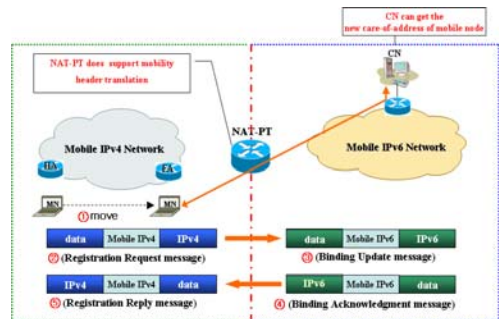 CN can get the
new care-of-address of mobile node
CN
NAT-PT does support mobility
header translation
NAT-PT
Mobile IPv4 Network
Mobile IPv6 Network
HA
FA
MN
MN
① move
data Mobile IPv4 IPv4
data Mobile IPv6 IPv6
② (Registration Request message)
③ (Binding Update message)
IPv4 Mobile IPv4 data
IPv6 Mobile IPv6 data
⑤ (Registration Reply message)
④ (Binding Acknowledgment message)